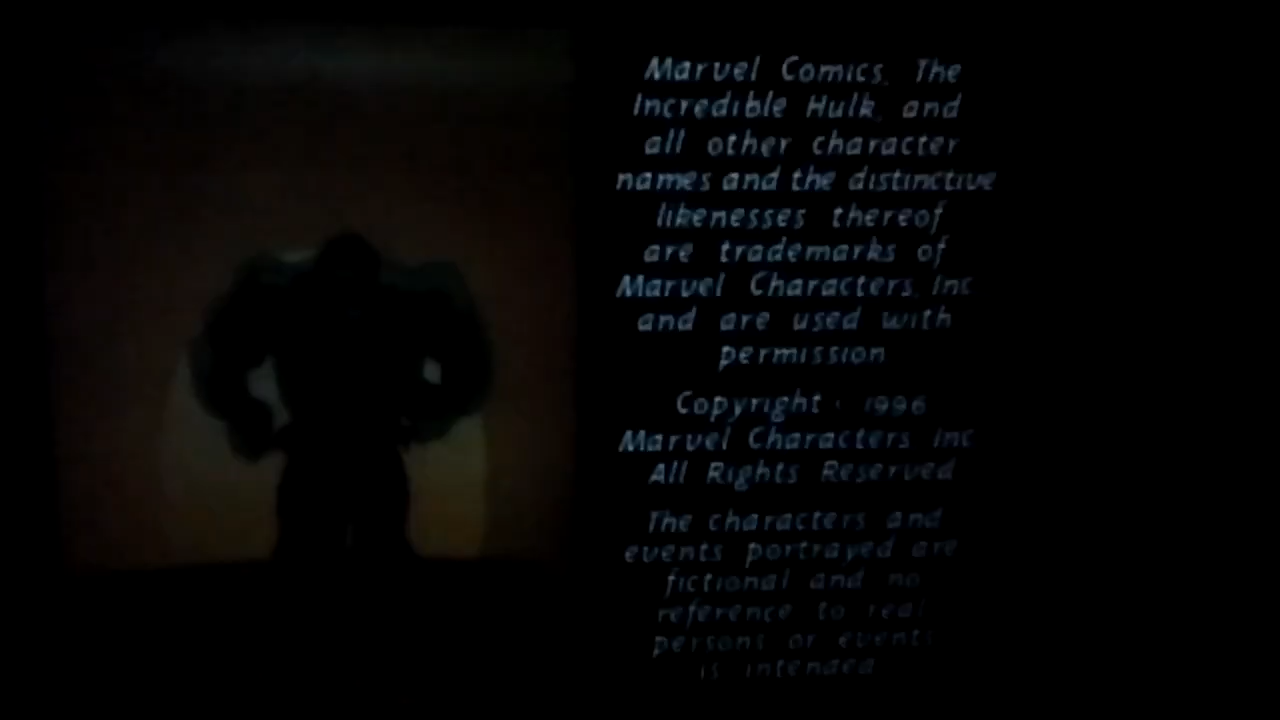 Marvel Comics, The
Incredible Hulk, and
all other character
names and the distinctive
likenesses thereof
are trademarks of
Marvel Characters, Inc
and are used with
permission
Copyright · 1996
Marvel Characters Inc
All Rights Reserved
The characters and
events portrayed are
fictional and no
reference to real
persons or events
is intended